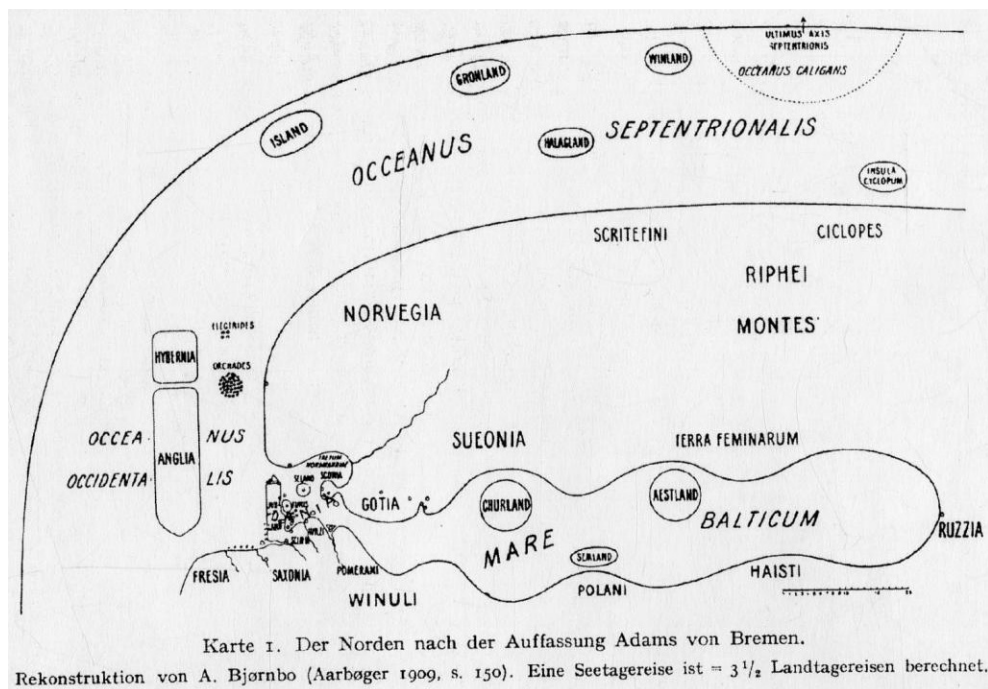 ULTIMUS AXIS
SEPTENTRIONIS
OCCEANUS CALIGANS
WINLAND
GRONLAND
ISLAND
OCCEANUS
HALAGLAND
SEPTENTRIONALIS
INSULA
CICLOPUM
SCRITEFINI
CICLOPES
RIPHEI
MONTES
NORVEGIA
ELECTRIDES
HYBERNIA
ORCHADES
OCCEA NUS
ANGLIA
OCCIDENTA LIS
SUEONIA
TERRA FEMINARUM
SCONIA
SELAND
GOTIA
CHURLAND
AESTLAND
MARE
BALTICUM
RUZZIA
SEMLAND
FRESIA
SAXONIA
POMERANI
WINULI
POLANI
HAISTI
Karte 1. Der Norden nach der Auffassung Adams von Bremen.
Rekonstruktion von A. Bjørnbo (Aarbøger 1909, s. 150). Eine Seetagereise ist = 3 1/2 Landtagereisen berechnet.